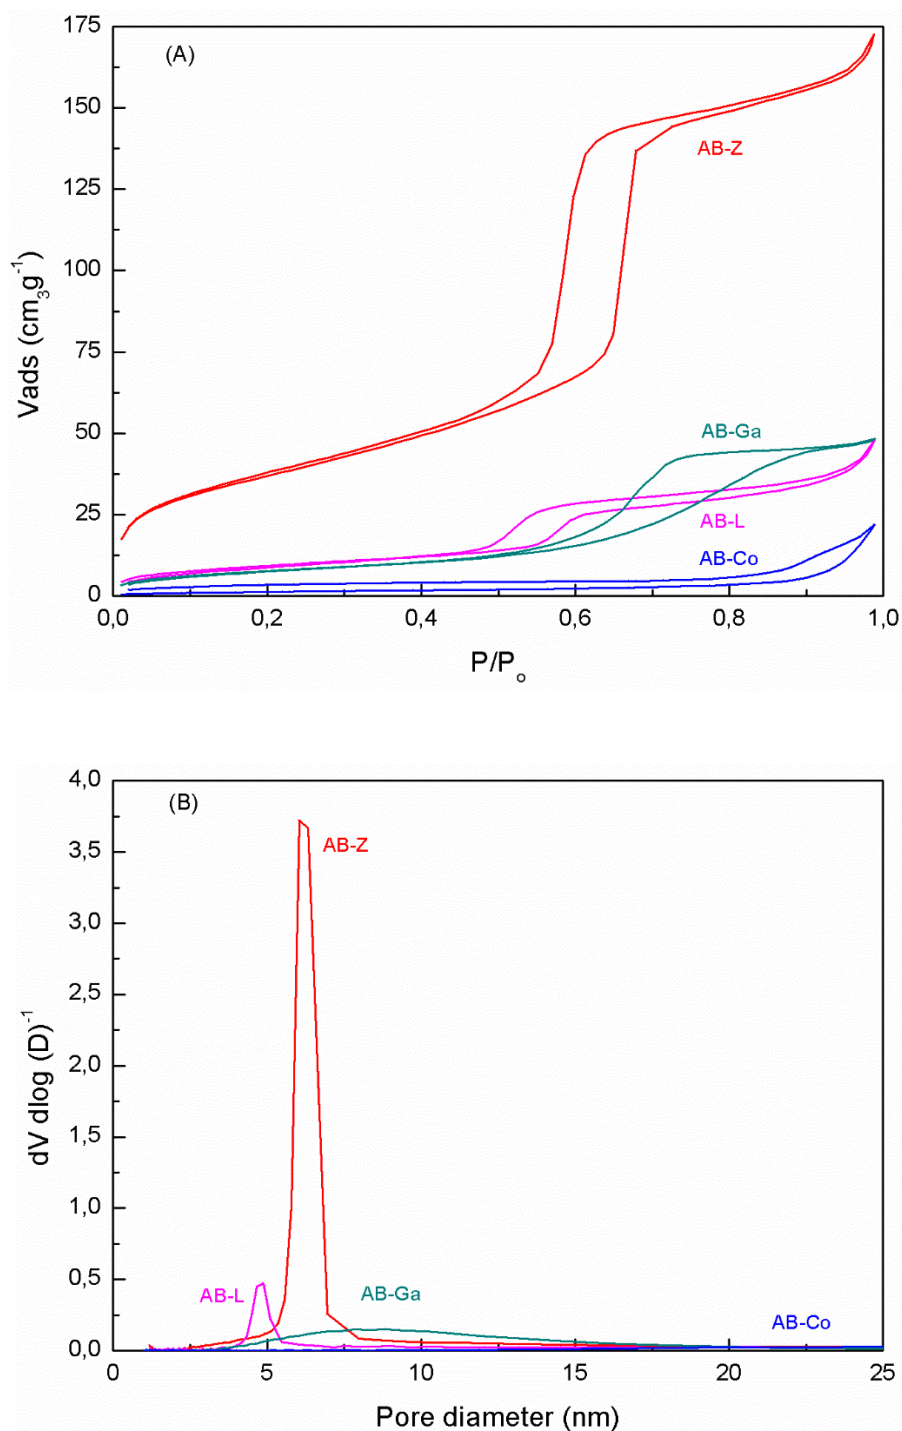 (A)
175
150
125
100
75
50
25
0
Vads (cm₃g⁻¹)
AB-Z
AB-Ga
AB-L
AB-Co
0,0 0,2 0,4 0,6 0,8 1,0
P/Pₒ
(B)
4,0
3,5
3,0
2,5
2,0
1,5
1,0
0,5
0,0
dV dlog (D)⁻¹
AB-Z
AB-L
AB-Ga
AB-Co
0 5 10 15 20 25
Pore diameter (nm)